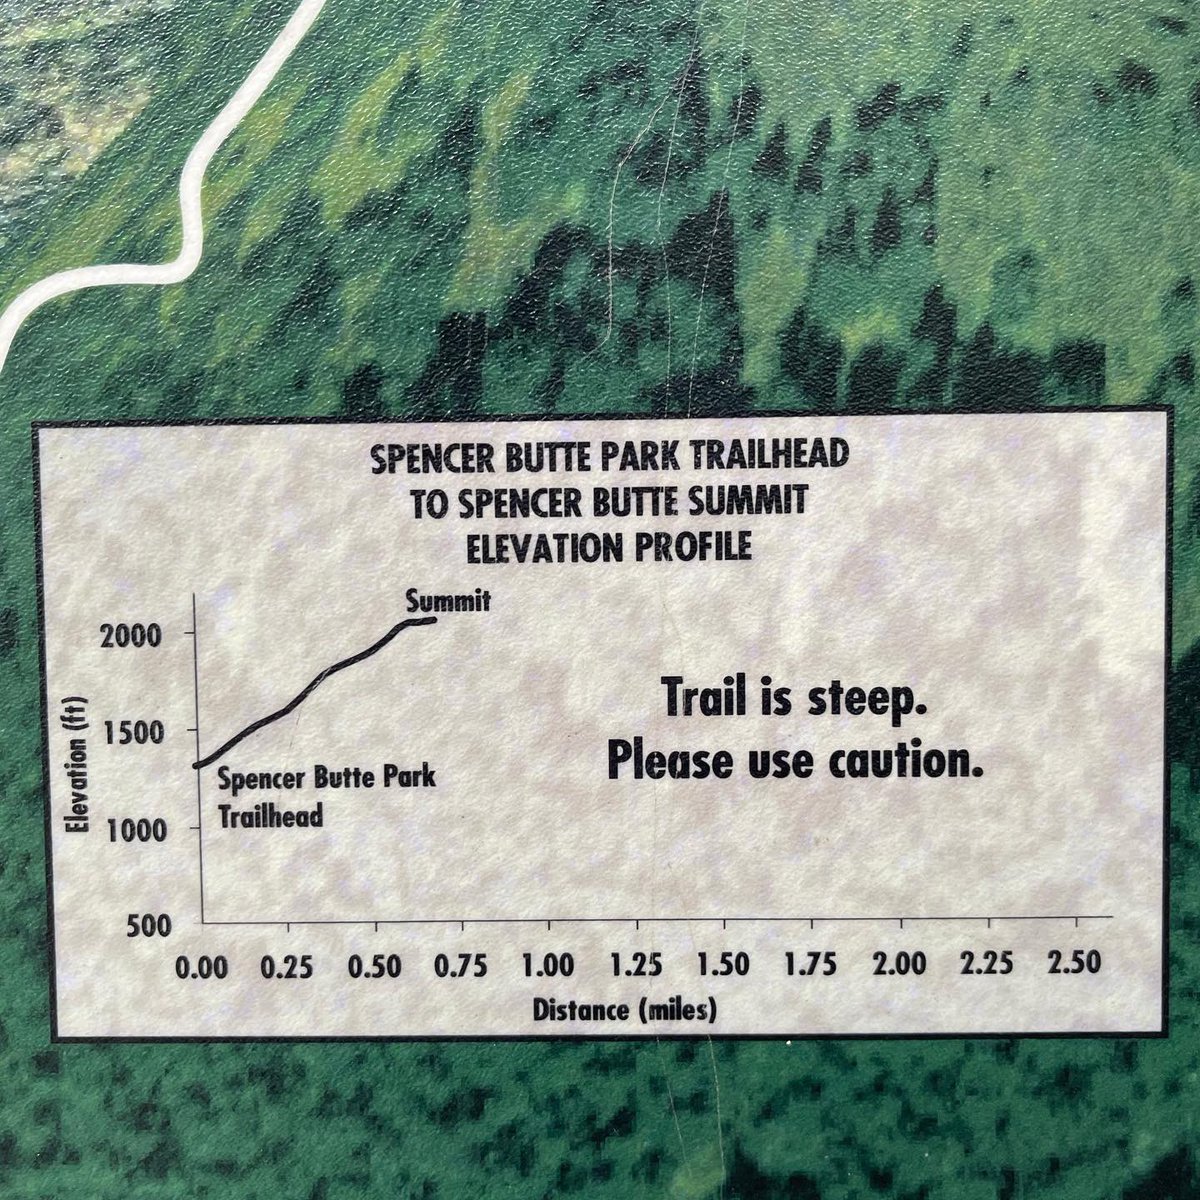 SPENCER BUTTE PARK TRAILHEAD
TO SPENCER BUTTE SUMMIT
ELEVATION PROFILE
Summit
2000
1500
1000
500
Elevation (ft)
Spencer Butte Park
Trailhead
Trail is steep.
Please use caution.
0.00 0.25 0.50 0.75 1.00 1.25 1.50 1.75 2.00 2.25 2.50
Distance (miles)